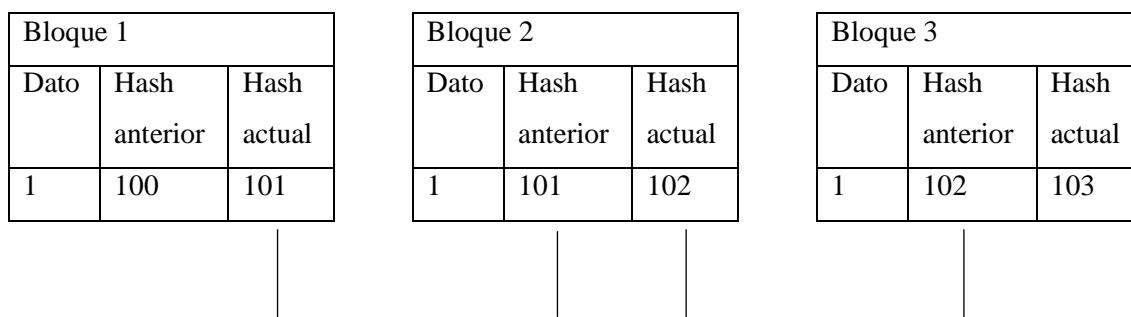 Bloque 1
Dato Hash anterior Hash actual
1 100 101
Bloque 2
Dato Hash anterior Hash actual
1 101 102
Bloque 3
Dato Hash anterior Hash actual
1 102 103